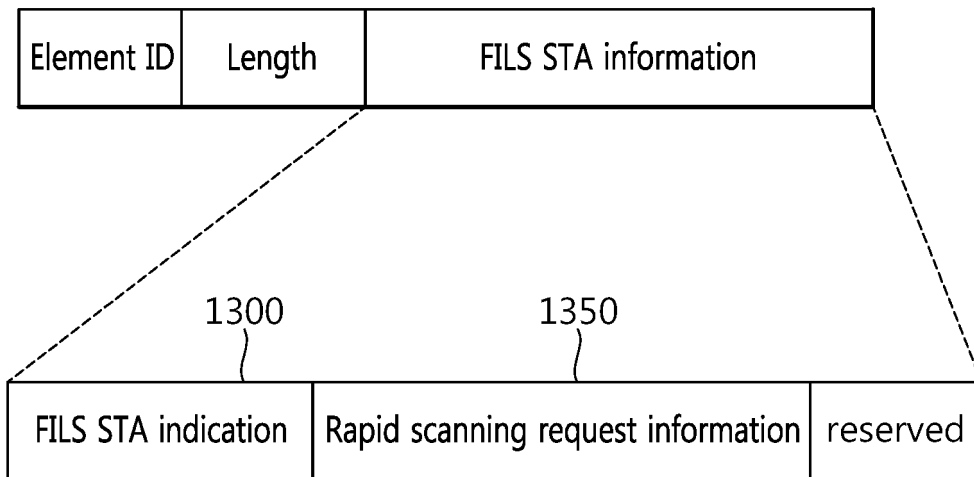 Element ID Length FILS STA information
1300 1350
FILS STA indication Rapid scanning request information reserved